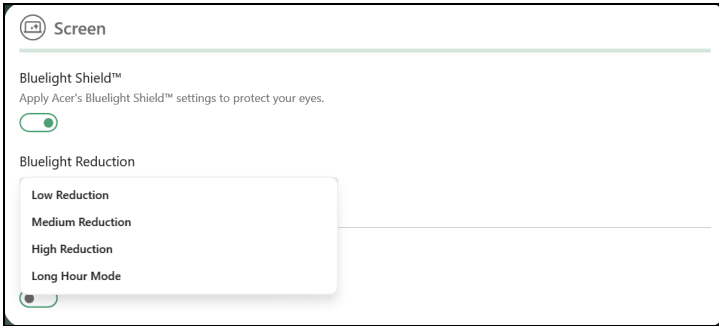 Screen
Bluelight Shield™
Apply Acer's Bluelight Shield™ settings to protect your eyes.
Bluelight Reduction
Low Reduction
Medium Reduction
High Reduction
Long Hour Mode